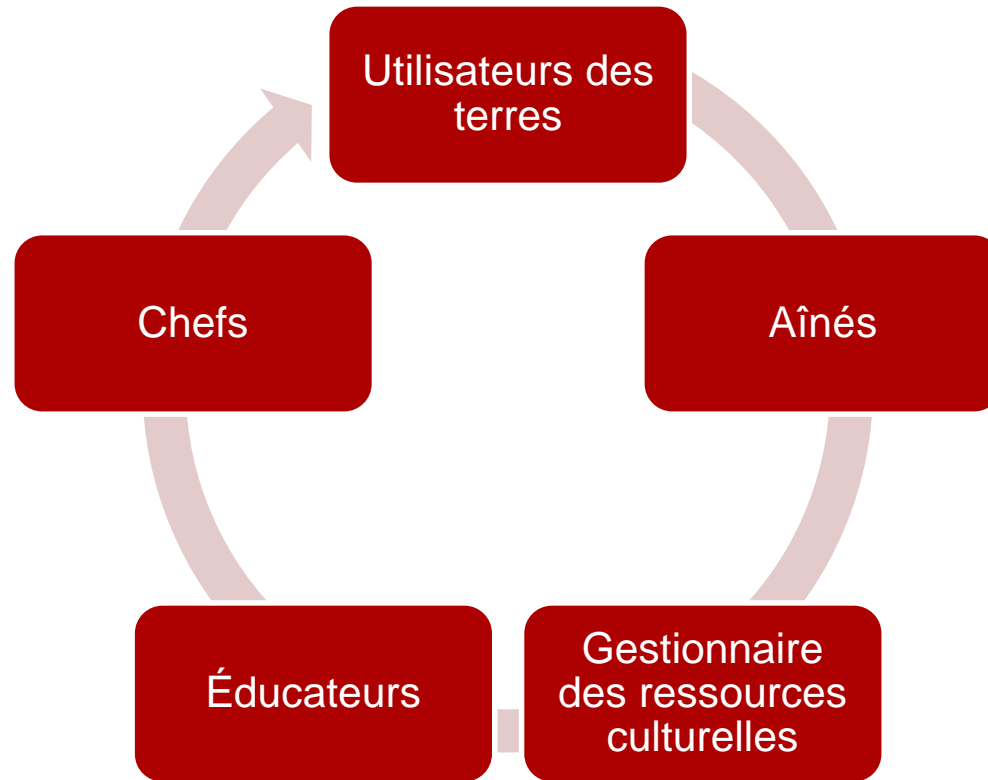 Utilisateurs des
terres
Aînés
Gestionnaire
des ressources
culturelles
Éducateurs
Chefs